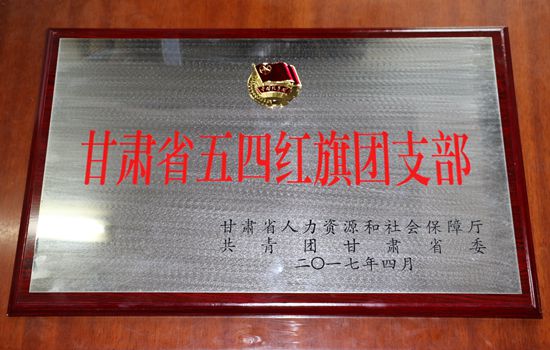 甘肃省五四红旗团支部
甘肃省人力资源和社会保障厅
共青团甘肃省委
二〇一七年四月